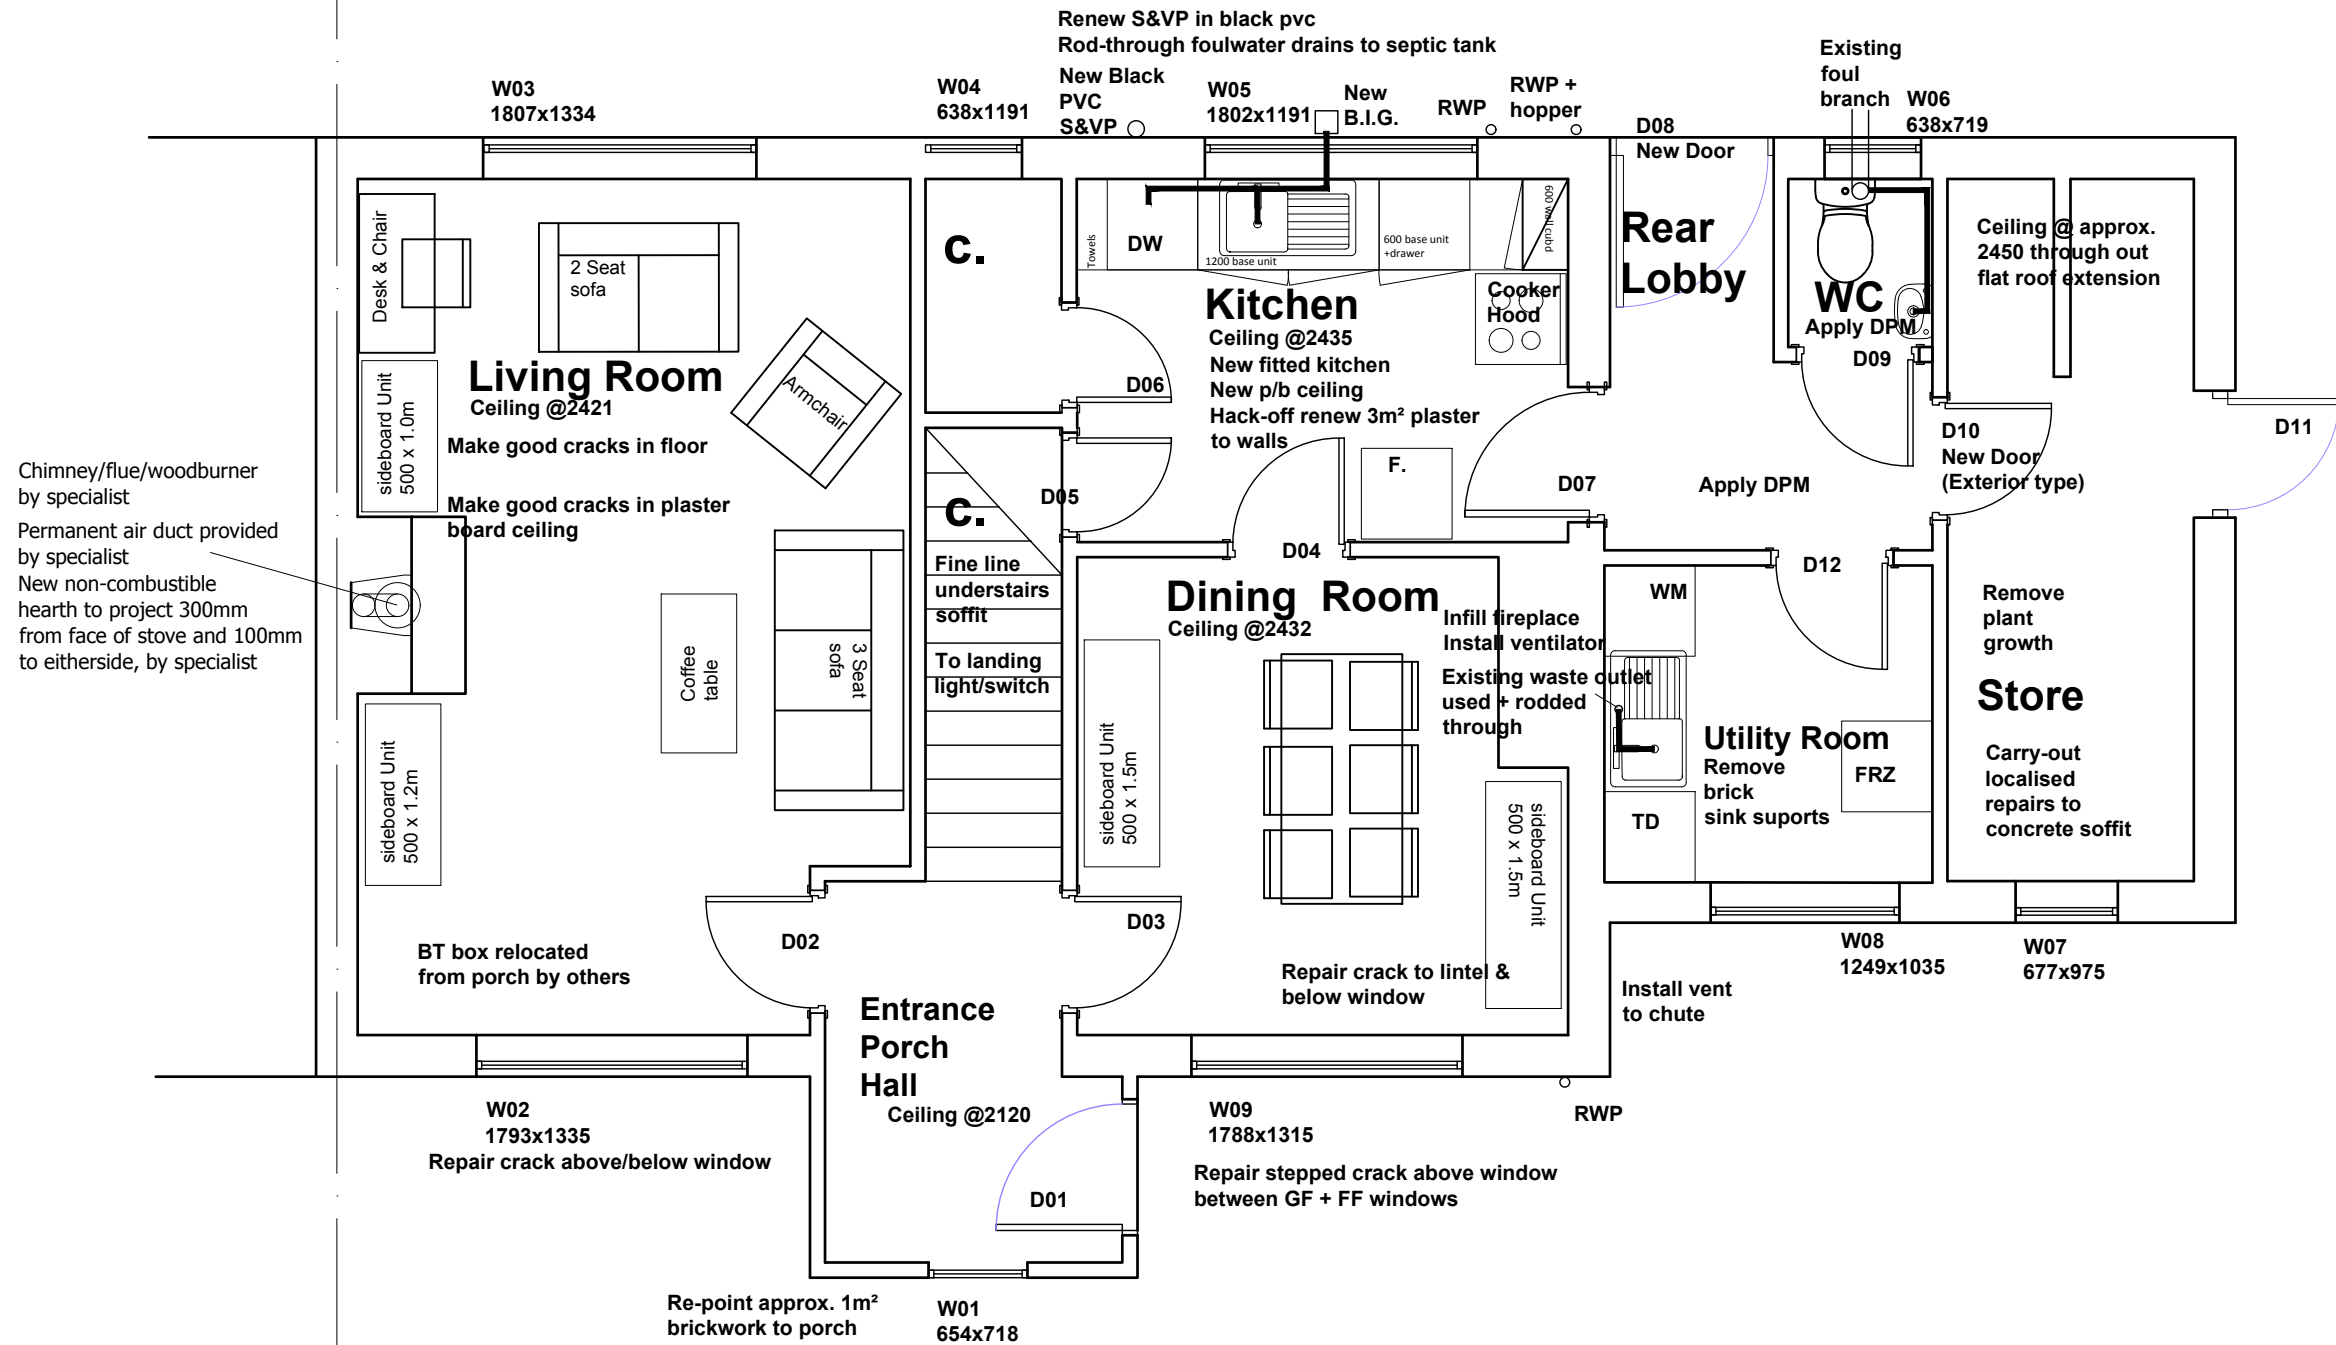 Renew S&VP in black pvc
Rod-through foulwater drains to septic tank
W03
1807x1334
W04
638x1191
New Black
PVC
S&VP
W05
1802x1191
New
B.I.G.
RWP
RWP +
hopper
D08
New Door
Existing
foul
branch
W06
638x719
Desk & Chair
2 Seat
sofa
Armchair
Living Room
Ceiling @2421
sideboard Unit
500 x 1.0m
Make good cracks in floor
Make good cracks in plaster
board ceiling
c.
Towels
DW
1200 base unit
600 base unit
+drawer
600 wall cubd
Cooker
Hood
Kitchen
Ceiling @2435
New fitted kitchen
New p/b ceiling
Hack-off renew 3m² plaster
to walls
D06
D05
F.
D07
D04
Rear
Lobby
WC
Apply DPM
D09
Apply DPM
Ceiling @ approx.
2450 through out
flat roof extension
D10
New Door
(Exterior type)
D11
D12
Chimney/flue/woodburner
by specialist
Permanent air duct provided
by specialist
New non-combustible
hearth to project 300mm
from face of stove and 100mm
to eitherside, by specialist
c.
Fine line
understairs
soffit
To landing
light/switch
Coffee
table
3 Seat
sofa
sideboard Unit
500 x 1.2m
Dining Room
Ceiling @2432
Infill fireplace
Install ventilator
Existing waste outlet
used + rodded
through
sideboard Unit
500 x 1.5m
sideboard Unit
500 x 1.5m
WM
TD
Utility Room
Remove
brick
sink suports
FRZ
Remove
plant
growth
Store
Carry-out
localised
repairs to
concrete soffit
BT box relocated
from porch by others
D02
D03
Entrance
Porch
Hall
Ceiling @2120
D01
Repair crack to lintel &
below window
Install vent
to chute
W08
1249x1035
W07
677x975
W02
1793x1335
Repair crack above/below window
W09
1788x1315
Repair stepped crack above window
between GF + FF windows
RWP
Re-point approx. 1m²
brickwork to porch
W01
654x718